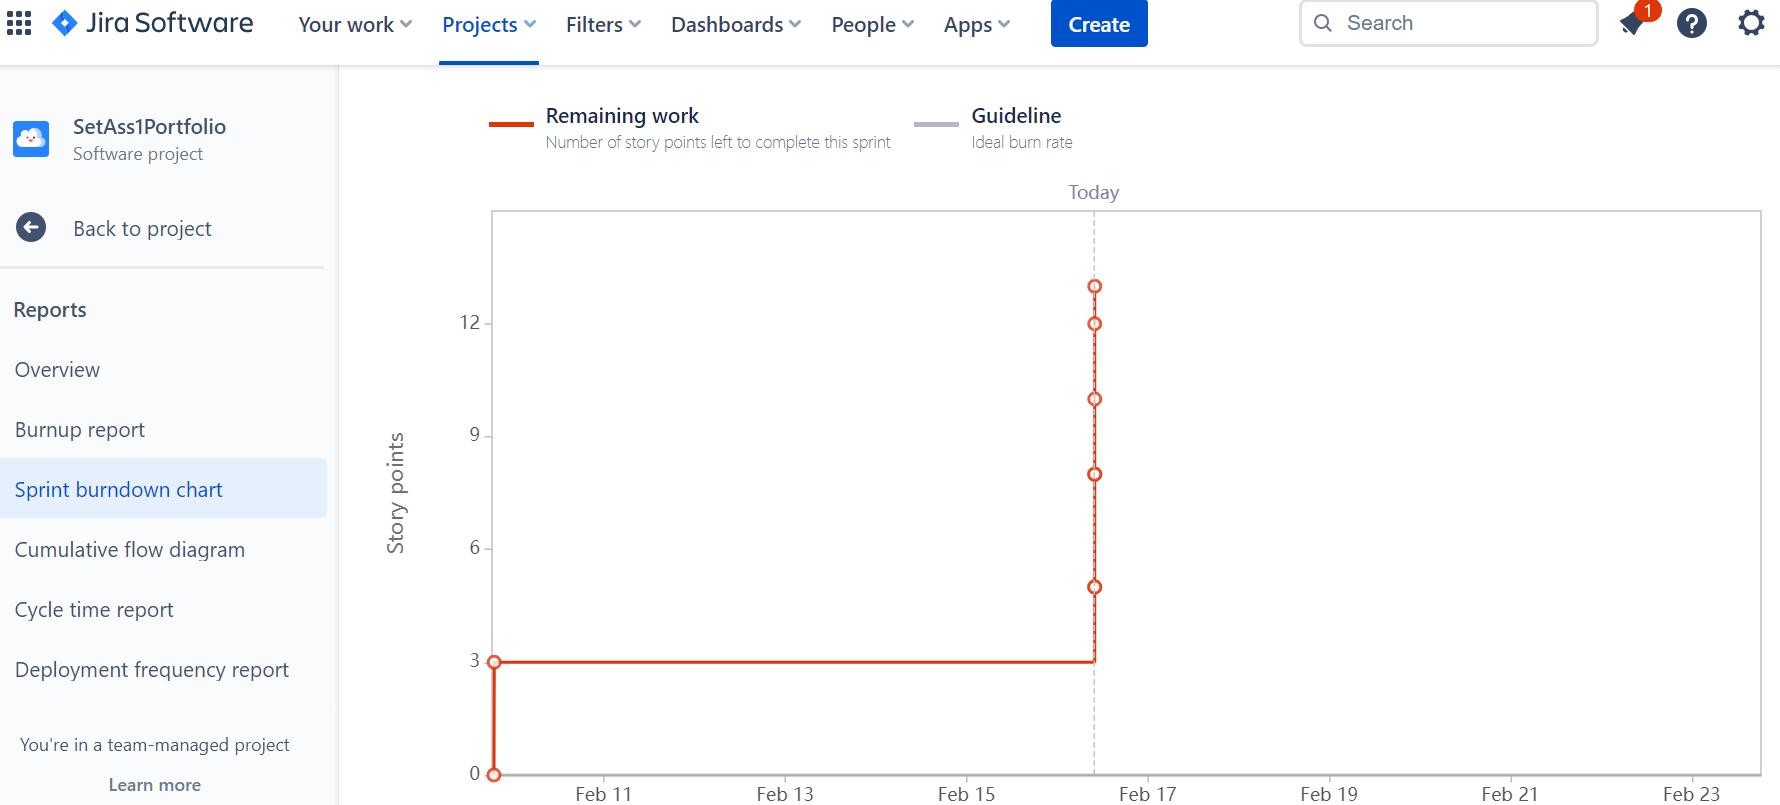 Jira Software
Your work
Projects
Filters
Dashboards
People
Apps
Create
Search
1
?
SetAss1Portfolio
Software project
Back to project
Reports
Overview
Burnup report
Sprint burndown chart
Cumulative flow diagram
Cycle time report
Deployment frequency report
You're in a team-managed project
Learn more
Remaining work
Number of story points left to complete this sprint
Guideline
Ideal burn rate
Today
Story points
12
9
6
3
0
Feb 11
Feb 13
Feb 15
Feb 17
Feb 19
Feb 21
Feb 23